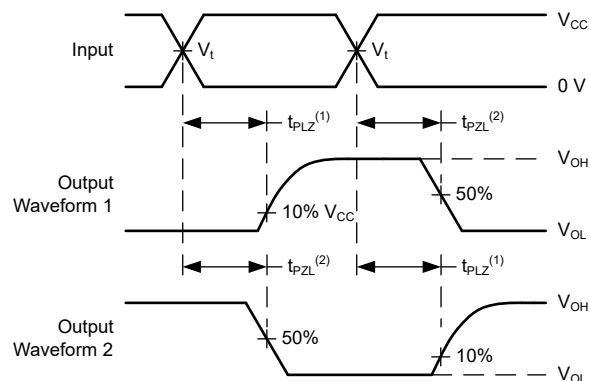 V_CC
Input
V_t
V_t
0 V
t_PLZ^(1)
t_PZL^(2)
V_OH
Output
Waveform 1
50%
10% V_CC
V_OL
t_PZL^(2)
t_PLZ^(1)
V_OH
Output
Waveform 2
50%
10%
V_OL